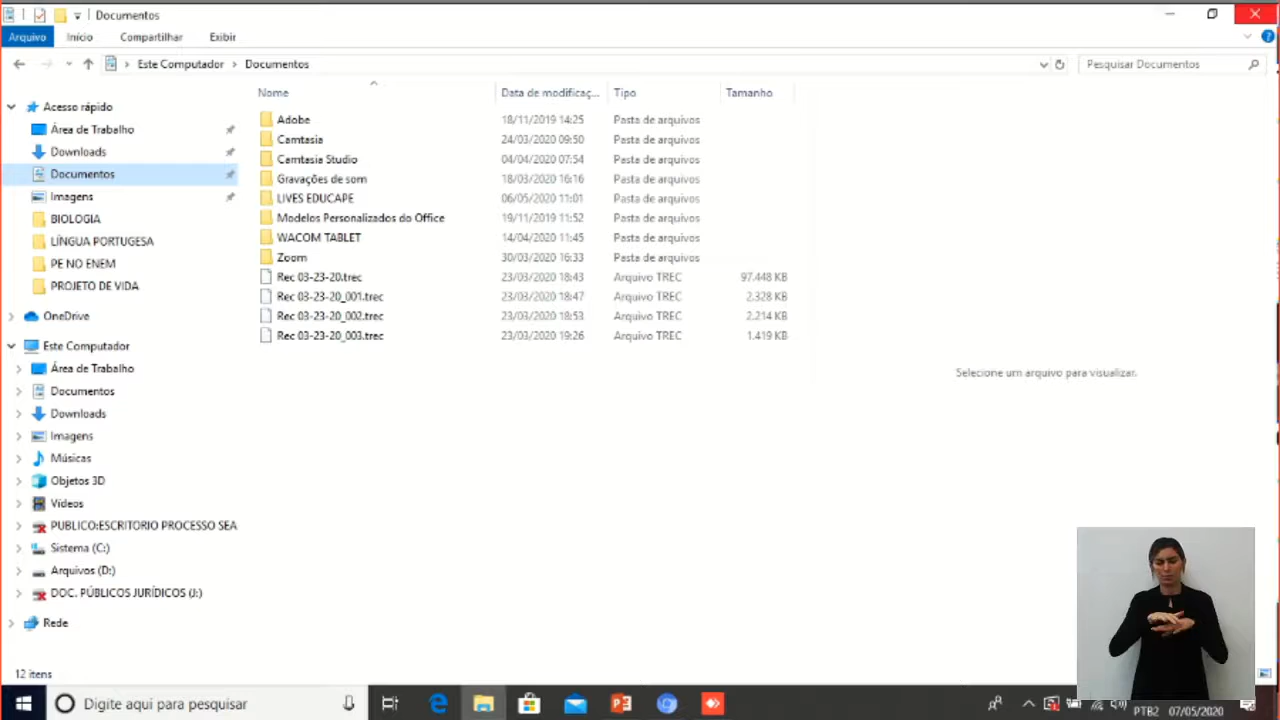 Documentos
Arquivo Início Compartilhar Exibir
Este Computador Documentos Pesquisar Documentos
Nome Data de modificaç... Tipo Tamanho
Acesso rápido
Área de Trabalho
Downloads
Documentos
Imagens
BIOLOGIA
LÍNGUA PORTUGESA
PE NO ENEM
PROJETO DE VIDA
OneDrive
Este Computador
Área de Trabalho
Documentos
Downloads
Imagens
Músicas
Objetos 3D
Vídeos
PUBLICO:ESCRITORIO PROCESSO SEA
Sistema (C:)
Arquivos (D:)
DOC. PÚBLICOS JURÍDICOS (J:)
Rede
Adobe 18/11/2019 14:25 Pasta de arquivos
Camtasia 24/03/2020 09:50 Pasta de arquivos
Camtasia Studio 04/04/2020 07:54 Pasta de arquivos
Gravações de som 18/03/2020 16:16 Pasta de arquivos
LIVES EDUCAPE 06/05/2020 11:01 Pasta de arquivos
Modelos Personalizados do Office 19/11/2019 11:52 Pasta de arquivos
WACOM TABLET 14/04/2020 11:45 Pasta de arquivos
Zoom 30/03/2020 16:33 Pasta de arquivos
Rec 03-23-20.trec 23/03/2020 18:43 Arquivo TREC 97.448 KB
Rec 03-23-20_001.trec 23/03/2020 18:47 Arquivo TREC 2.328 KB
Rec 03-23-20_002.trec 23/03/2020 18:53 Arquivo TREC 2.214 KB
Rec 03-23-20_003.trec 23/03/2020 19:26 Arquivo TREC 1.419 KB
Selecione um arquivo para visualizar.
12 itens
Digite aqui para pesquisar
PTB2 07/05/2020